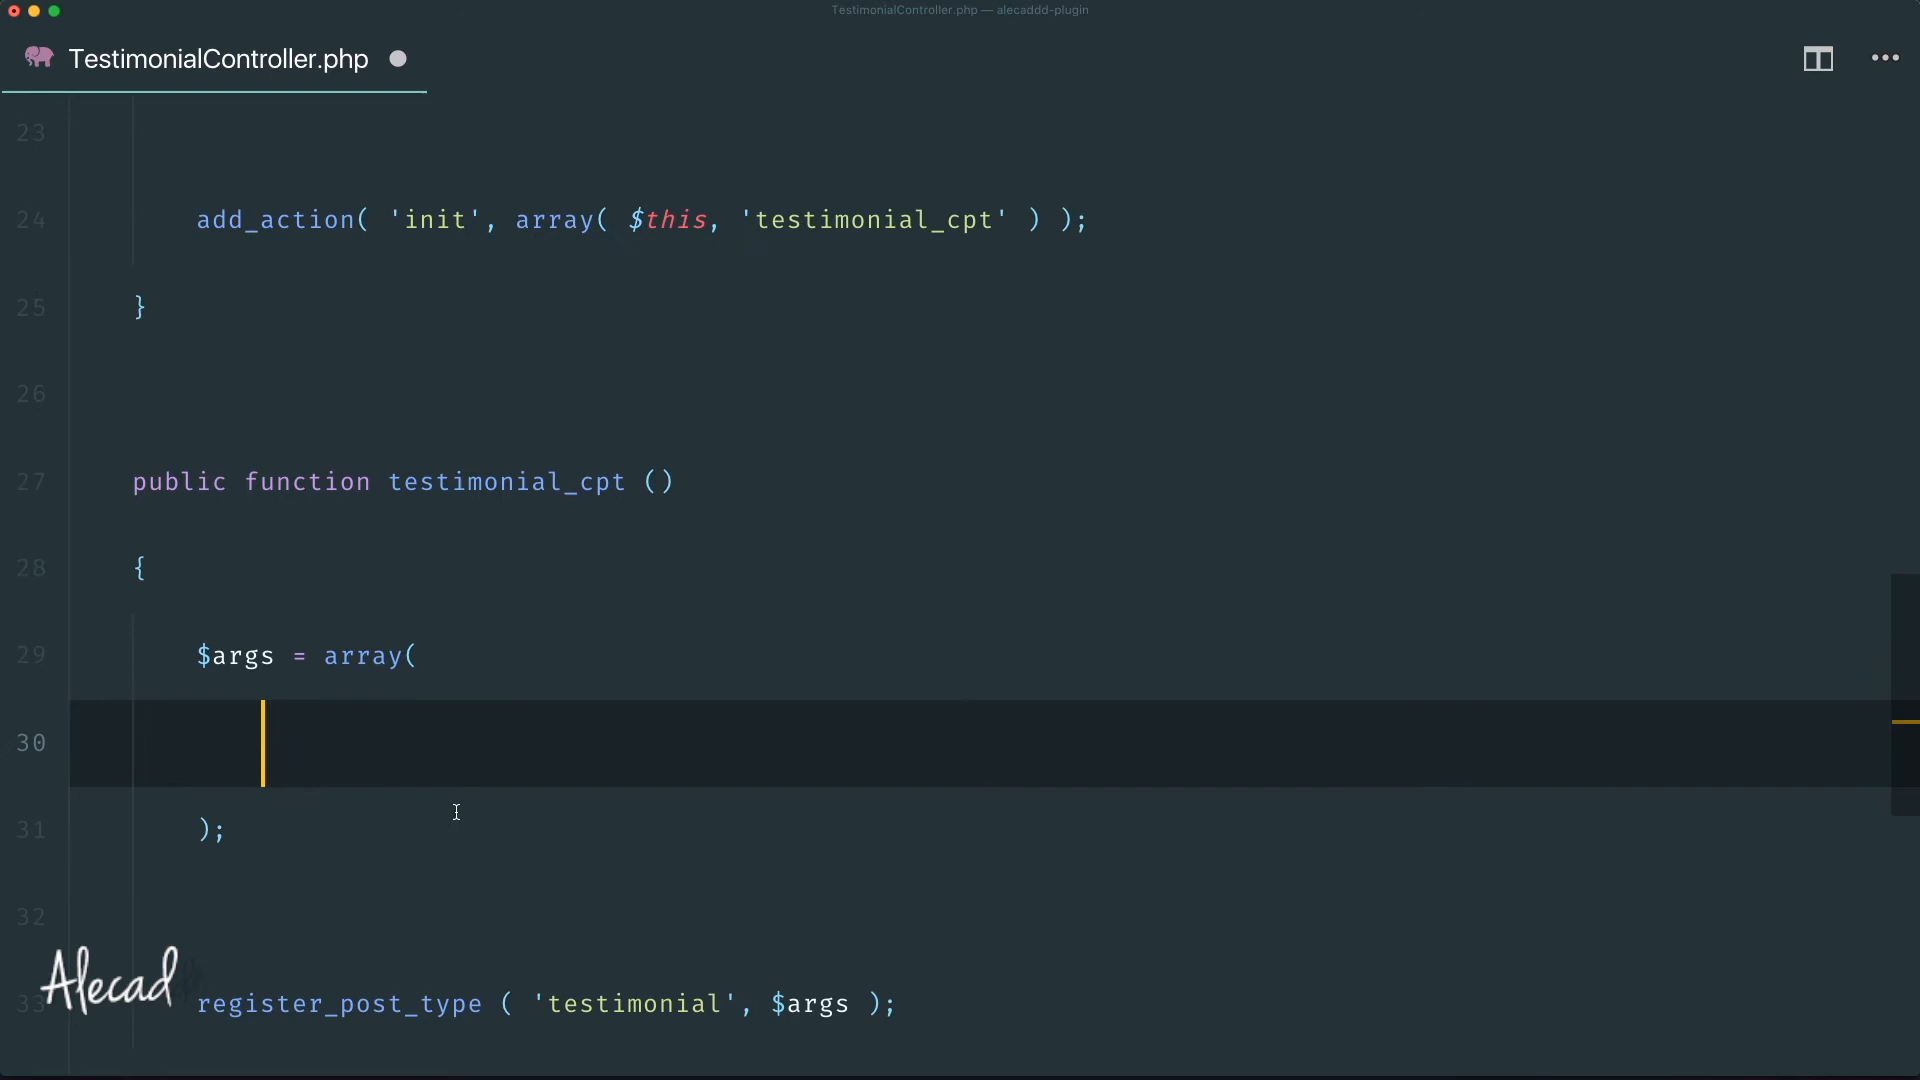 TestimonialController.php — alecaddd-plugin
TestimonialController.php
23
24 add_action( 'init', array( $this, 'testimonial_cpt' ) );
25 }
26
27 public function testimonial_cpt ()
28 {
29 $args = array(
30
31 );
32
33 register_post_type ( 'testimonial', $args );
Alecad